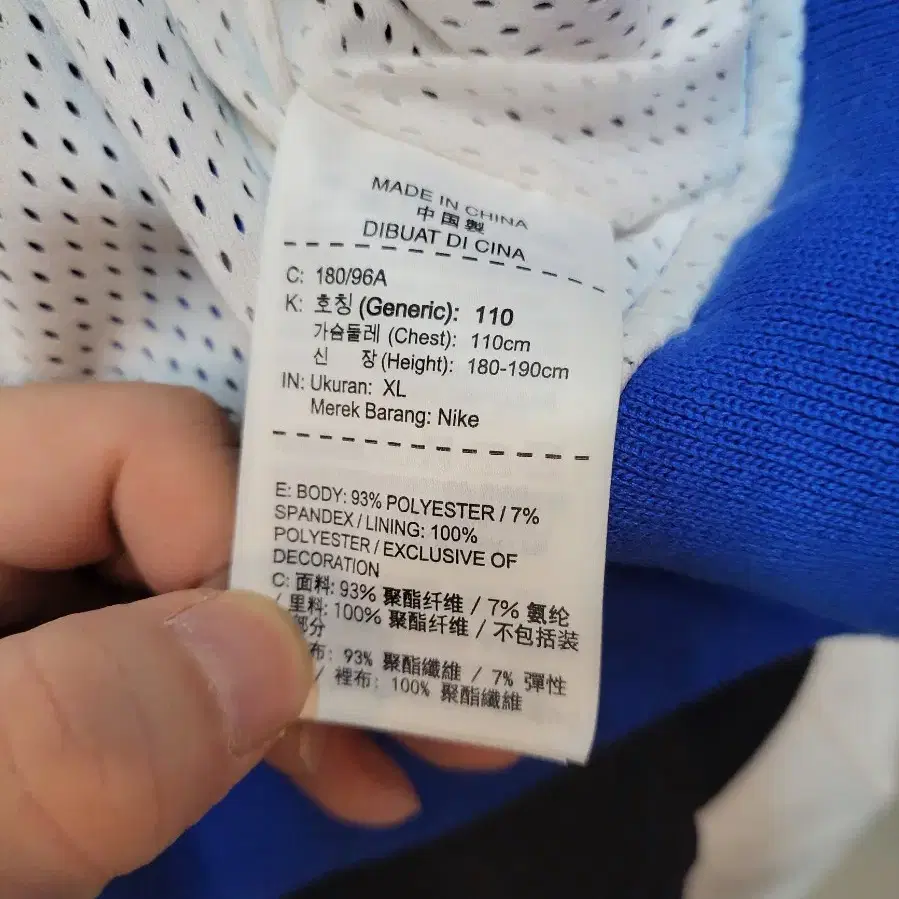 MADE IN CHINA
中国製
DIBUAT DI CINA
C: 180/96A
K: 호칭 (Generic): 110
가슴둘레 (Chest): 110cm
신 장 (Height): 180-190cm
IN: Ukuran: XL
Merek Barang: Nike
E: BODY: 93% POLYESTER / 7%
SPANDEX / LINING: 100%
POLYESTER / EXCLUSIVE OF
DECORATION
C: 面料: 93% 聚酯纤维 / 7% 氨纶
/ 里料: 100% 聚酯纤维 / 不包括装
部分
布: 93% 聚酯纖維 / 7% 彈性
/ 裡布: 100% 聚酯纖維